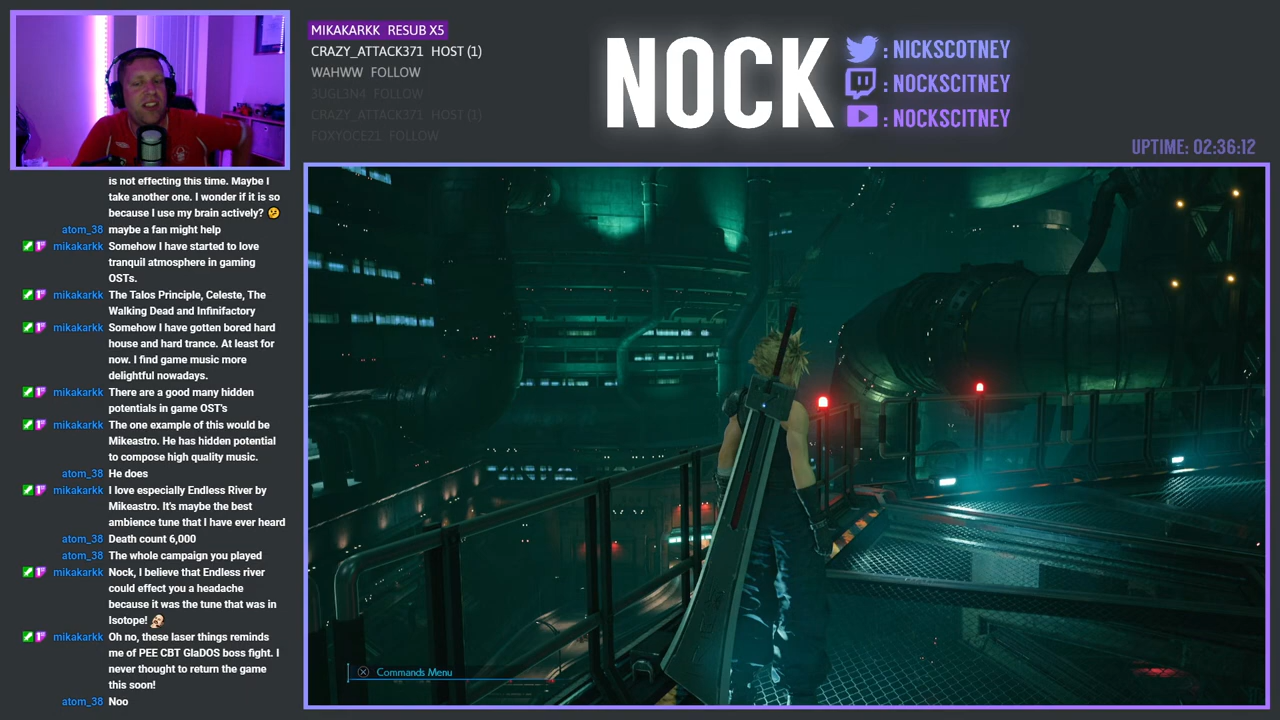 MIKAKARKK RESUB X5
CRAZY_ATTACK371 HOST (1)
WAHWW FOLLOW
3UGL3N4 FOLLOW
CRAZY_ATTACK371 HOST (1)
FOXYOCE21 FOLLOW
NOCK
: NICKSCOTNEY
: NOCKSCITNEY
: NOCKSCITNEY
UPTIME: 02:36:12
is not effecting this time. Maybe I
take another one. I wonder if it is so
because I use my brain actively? 🤔
atom_38 maybe a fan might help
mikakarkk Somehow I have started to love
tranquil atmosphere in gaming
OSTs.
mikakarkk The Talos Principle, Celeste, The
Walking Dead and Infinifactory
mikakarkk Somehow I have gotten bored hard
house and hard trance. At least for
now. I find game music more
delightful nowadays.
mikakarkk There are a good many hidden
potentials in game OST's
mikakarkk The one example of this would be
Mikeastro. He has hidden potential
to compose high quality music.
atom_38 He does
mikakarkk I love especially Endless River by
Mikeastro. It's maybe the best
ambience tune that I have ever heard
atom_38 Death count 6,000
atom_38 The whole campaign you played
mikakarkk Nock, I believe that Endless river
could effect you a headache
because it was the tune that was in
Isotope!
mikakarkk Oh no, these laser things reminds
me of PEE CBT GlaDOS boss fight. I
never thought to return the game
this soon!
atom_38 Noo
Commands Menu